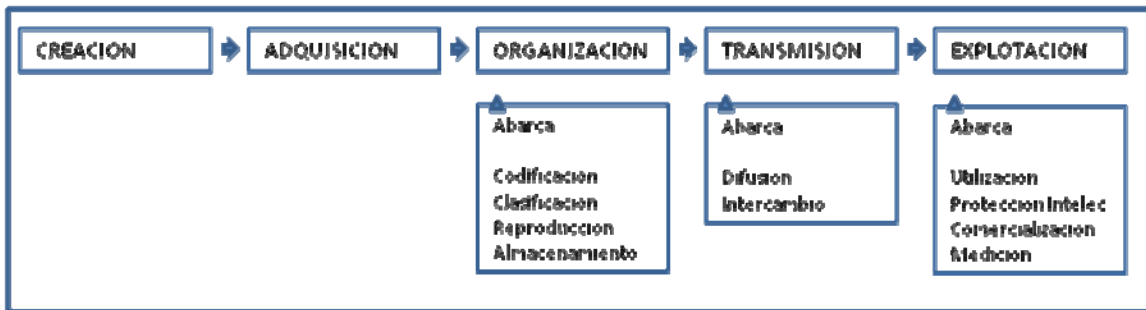 CREACION
ADQUISICION
ORGANIZACION
TRANSMISION
EXPLOTACION
Abarca
Codificacion
Clasificacion
Reproduccion
Almacenamiento
Abarca
Difusion
Intercambio
Abarca
Utilizacion
Proteccion Intelec
Comercializacion
Medicion